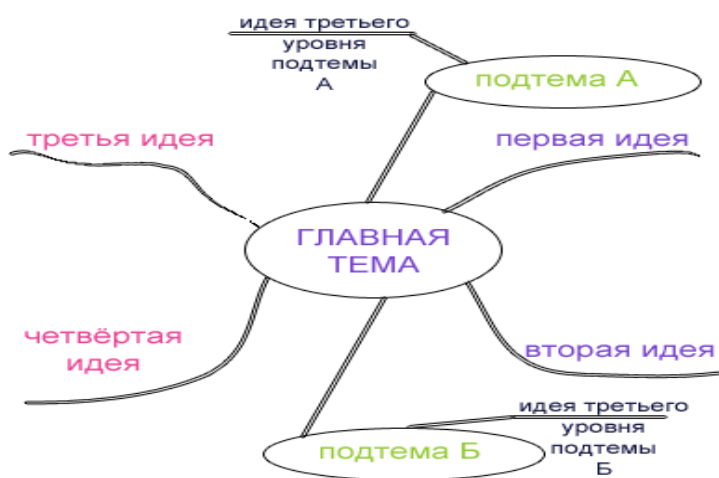 идея третьего
уровня
подтемы
А
подтема А
третья идея
первая идея
ГЛАВНАЯ
ТЕМА
четвёртая
идея
вторая идея
идея третьего
уровня
подтемы
Б
подтема Б